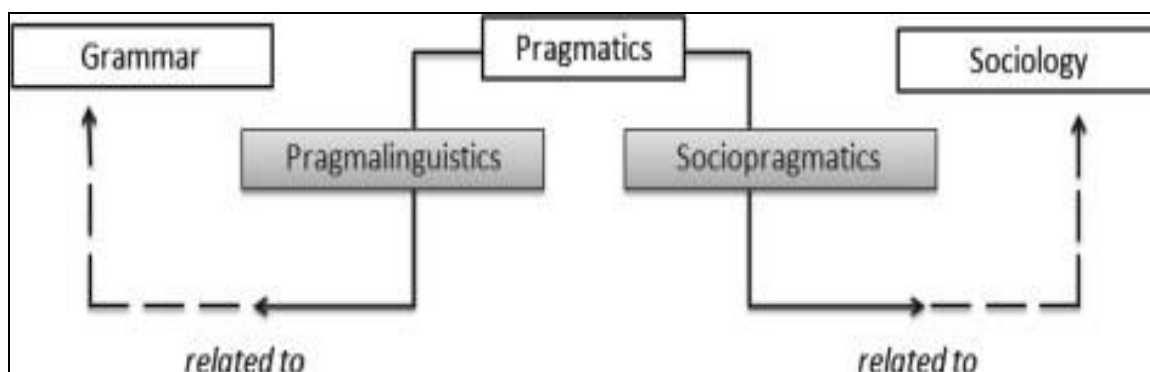 Grammar
Pragmatics
Sociology
Pragmalinguistics
Sociopragmatics
related to
related to